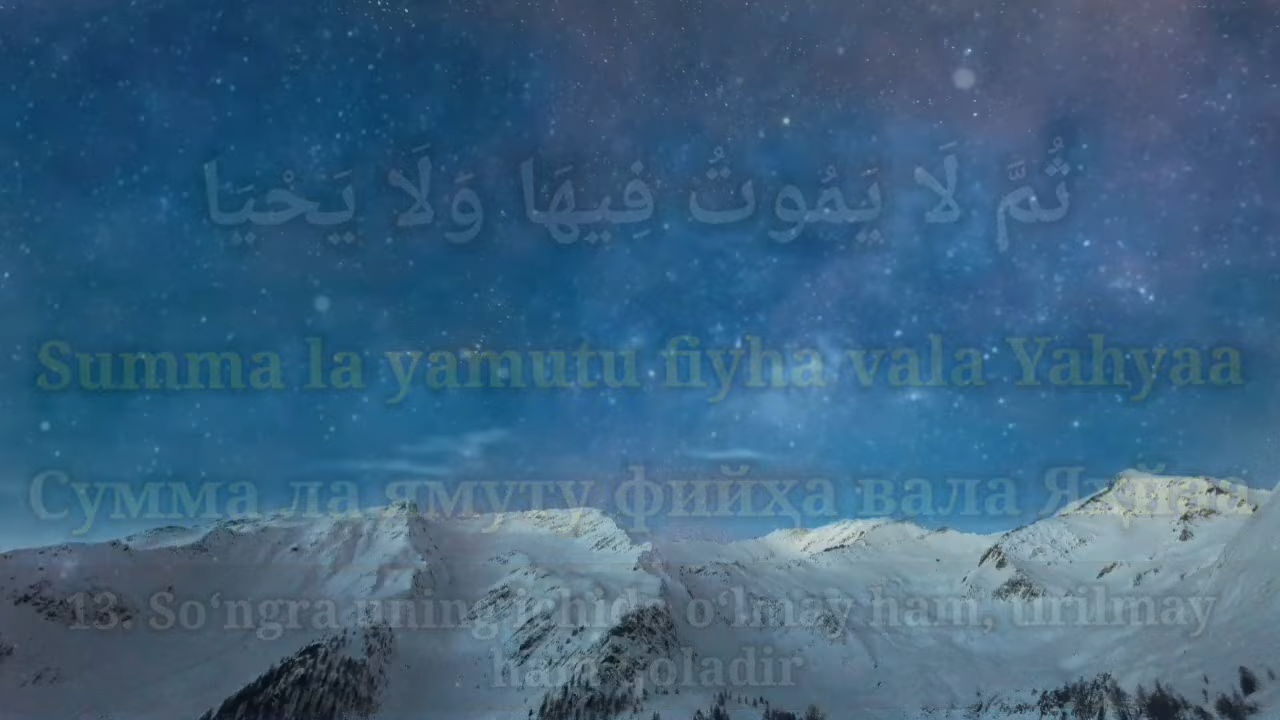 ثُمَّ لَا يَمُوتُ فِيهَا وَلَا يَحْيَا
Summa la yamutu fiyha vala Yahyaa
Сумма ла ямуту фийҳа вала Яҳйаа
13. So‘ngra uning ichida o‘lmay ham, tirilmay
ham qoladir